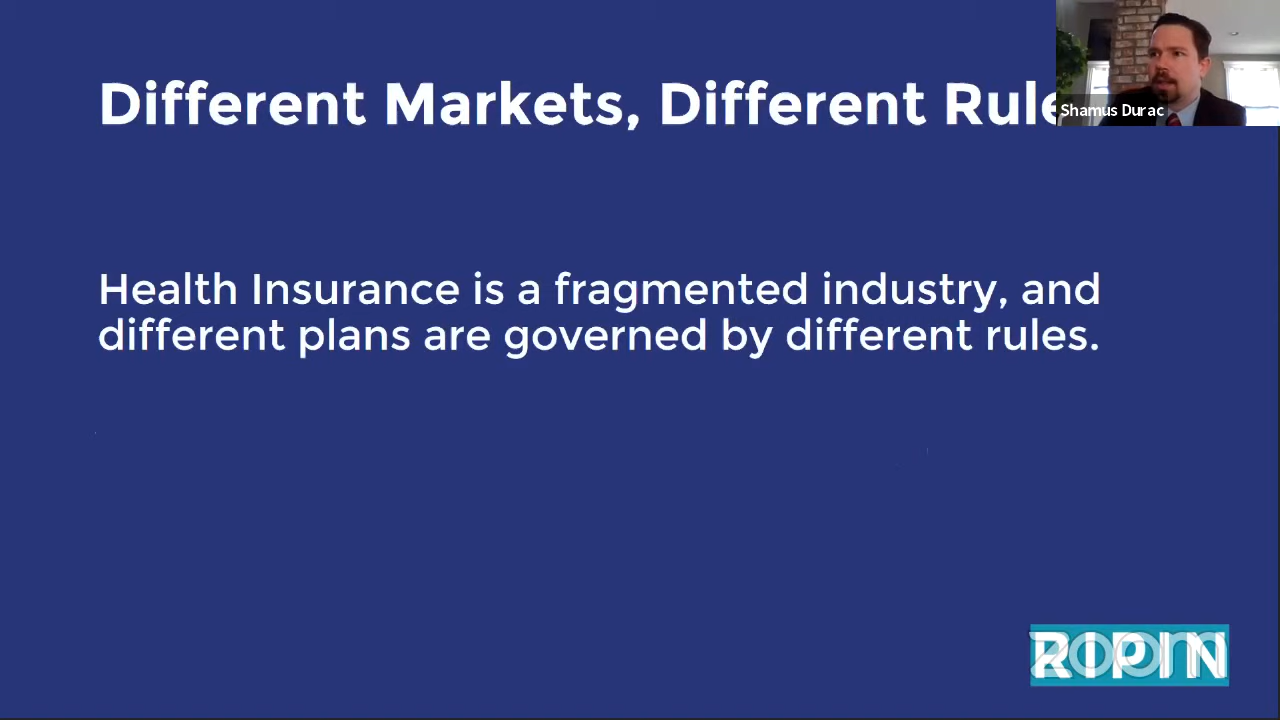 Different Markets, Different Rule
Shamus Durac
Health Insurance is a fragmented industry, and
different plans are governed by different rules.
RIPIN
zoom